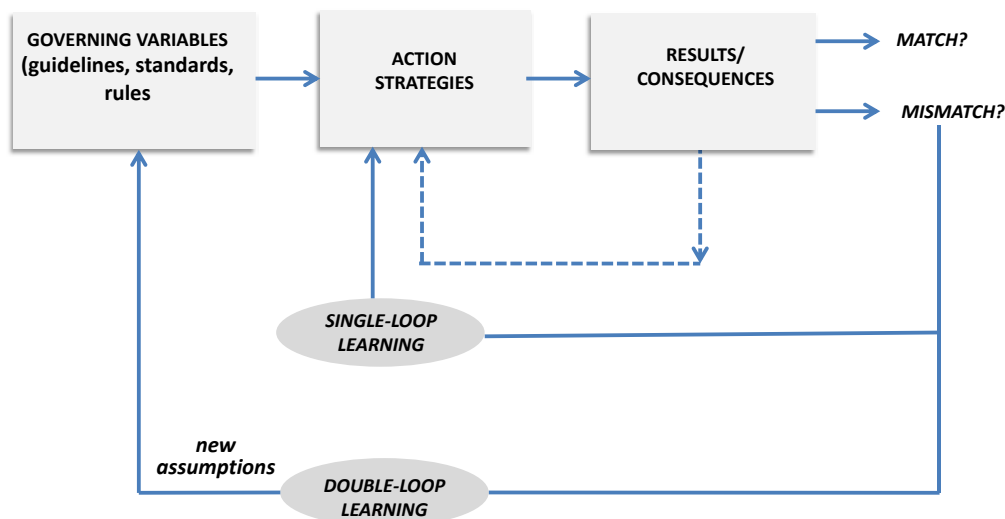 GOVERNING VARIABLES
(guidelines, standards,
rules
ACTION
STRATEGIES
RESULTS/
CONSEQUENCES
MATCH?
MISMATCH?
SINGLE-LOOP
LEARNING
new
assumptions
DOUBLE-LOOP
LEARNING